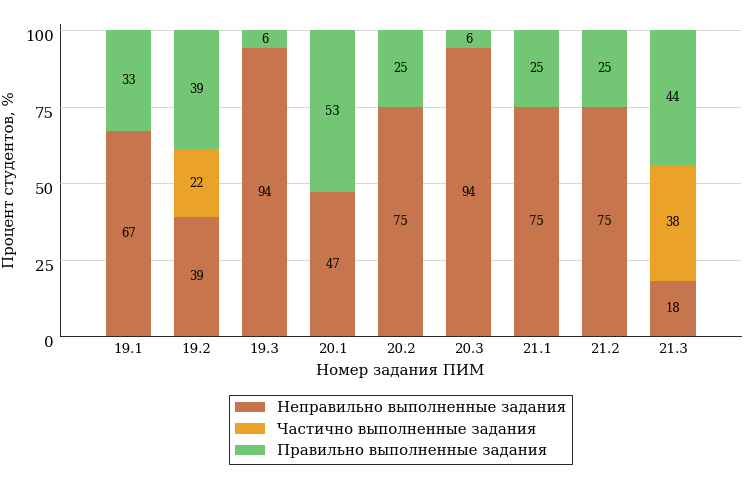 100
75
50
25
0
Процент студентов, %
33 39 6 53 25 6 25 25 44
22 38
67 39 94 47 75 94 75 75 18
19.1 19.2 19.3 20.1 20.2 20.3 21.1 21.2 21.3
Номер задания ПИМ
Неправильно выполненные задания
Частично выполненные задания
Правильно выполненные задания